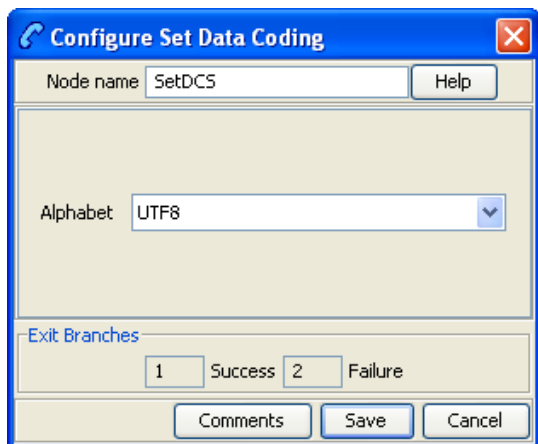 Configure Set Data Coding
Node name SetDCS Help
Alphabet UTF8
Exit Branches
1 Success 2 Failure
Comments Save Cancel